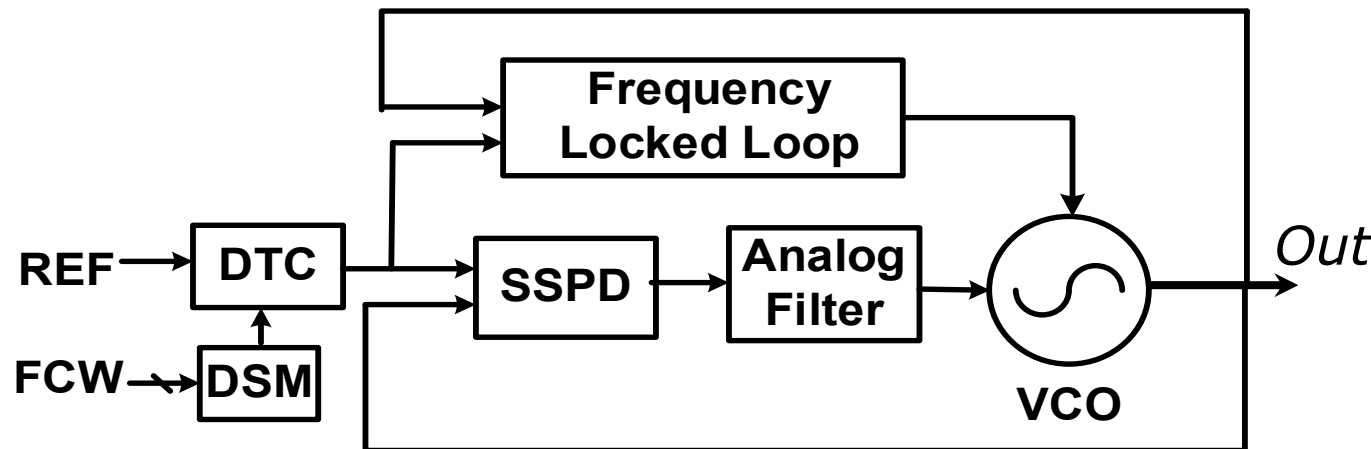 Frequency
Locked Loop
REF
DTC
SSPD
Analog
Filter
Out
FCW
DSM
VCO